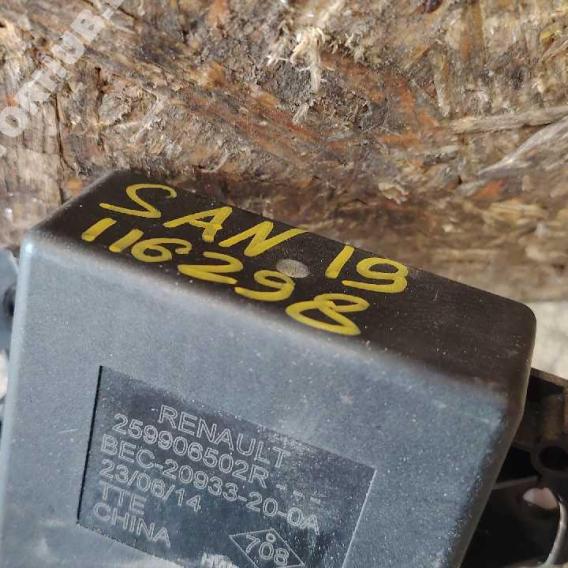 SAN 19
116298
RENAULT
259906502R - - -
BEC-20933-20-0A
23/06/14
TTE
CHINA
708